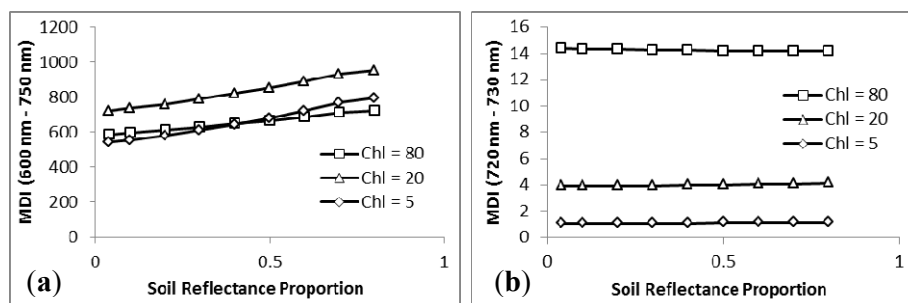 1200
1000
800
600
400
200
0
MDI (600 nm - 750 nm)
Chl = 80
Chl = 20
Chl = 5
0
0.5
1
Soil Reflectance Proportion
(a)
16
14
12
10
8
6
4
2
0
MDI (720 nm - 730 nm)
Chl = 80
Chl = 20
Chl = 5
0
0.5
1
Soil Reflectance Proportion
(b)